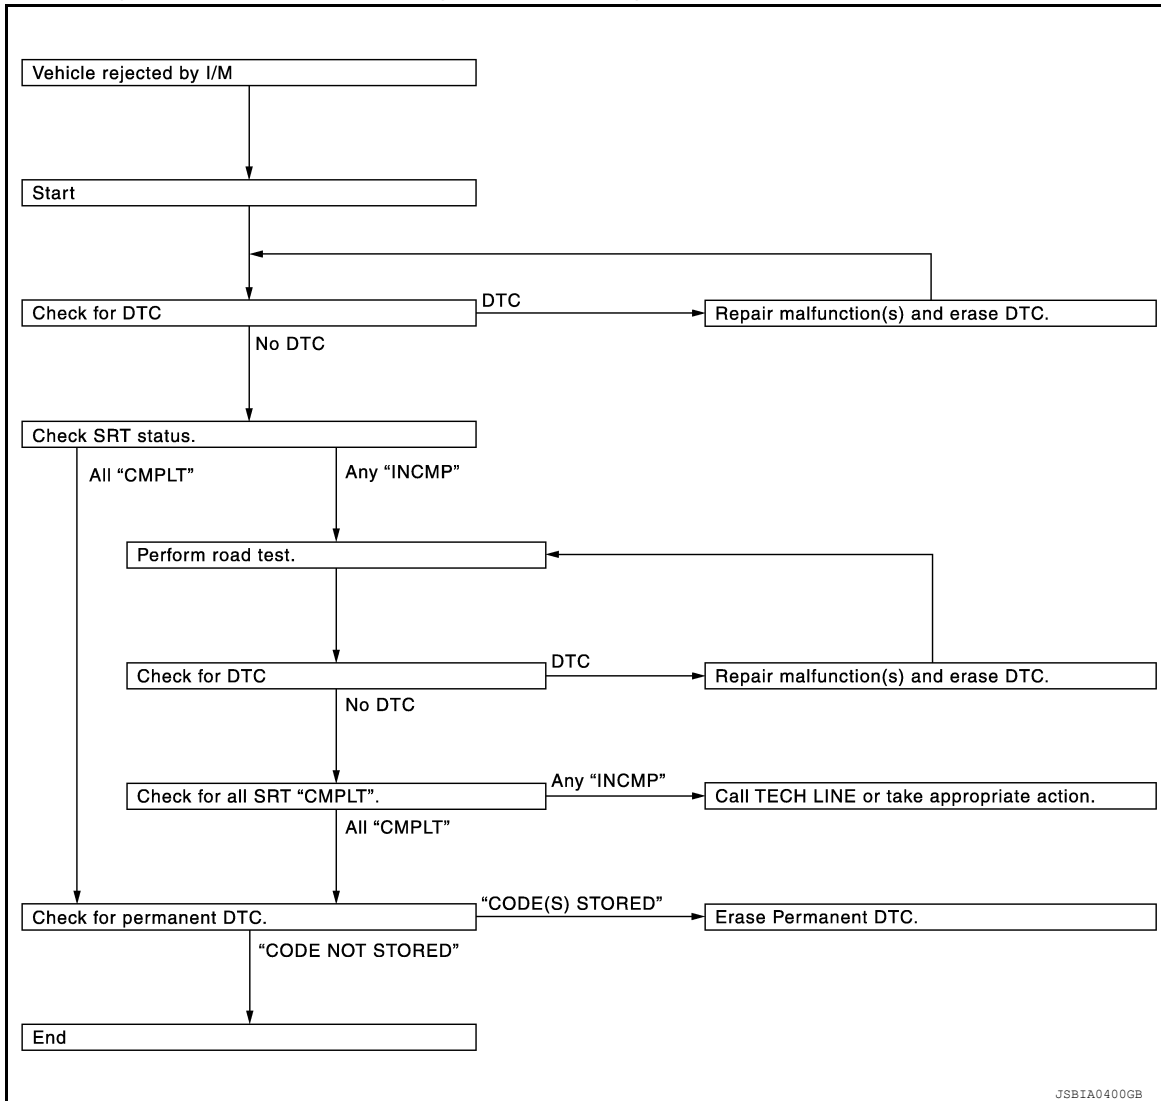 Vehicle rejected by I/M
Start
Check for DTC
DTC
Repair malfunction(s) and erase DTC.
No DTC
Check SRT status.
All “CMPLT”
Any “INCMP”
Perform road test.
Check for DTC
DTC
Repair malfunction(s) and erase DTC.
No DTC
Check for all SRT “CMPLT”.
Any “INCMP”
Call TECH LINE or take appropriate action.
All “CMPLT”
Check for permanent DTC.
“CODE(S) STORED”
Erase Permanent DTC.
“CODE NOT STORED”
End
JSBIA0400GB